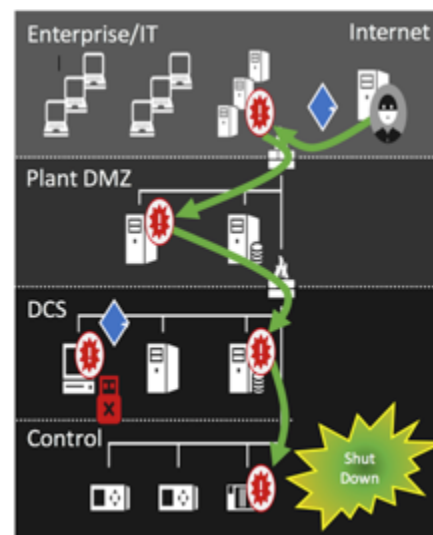 Enterprise/IT
Internet
Plant DMZ
DCS
Control
Shut
Down